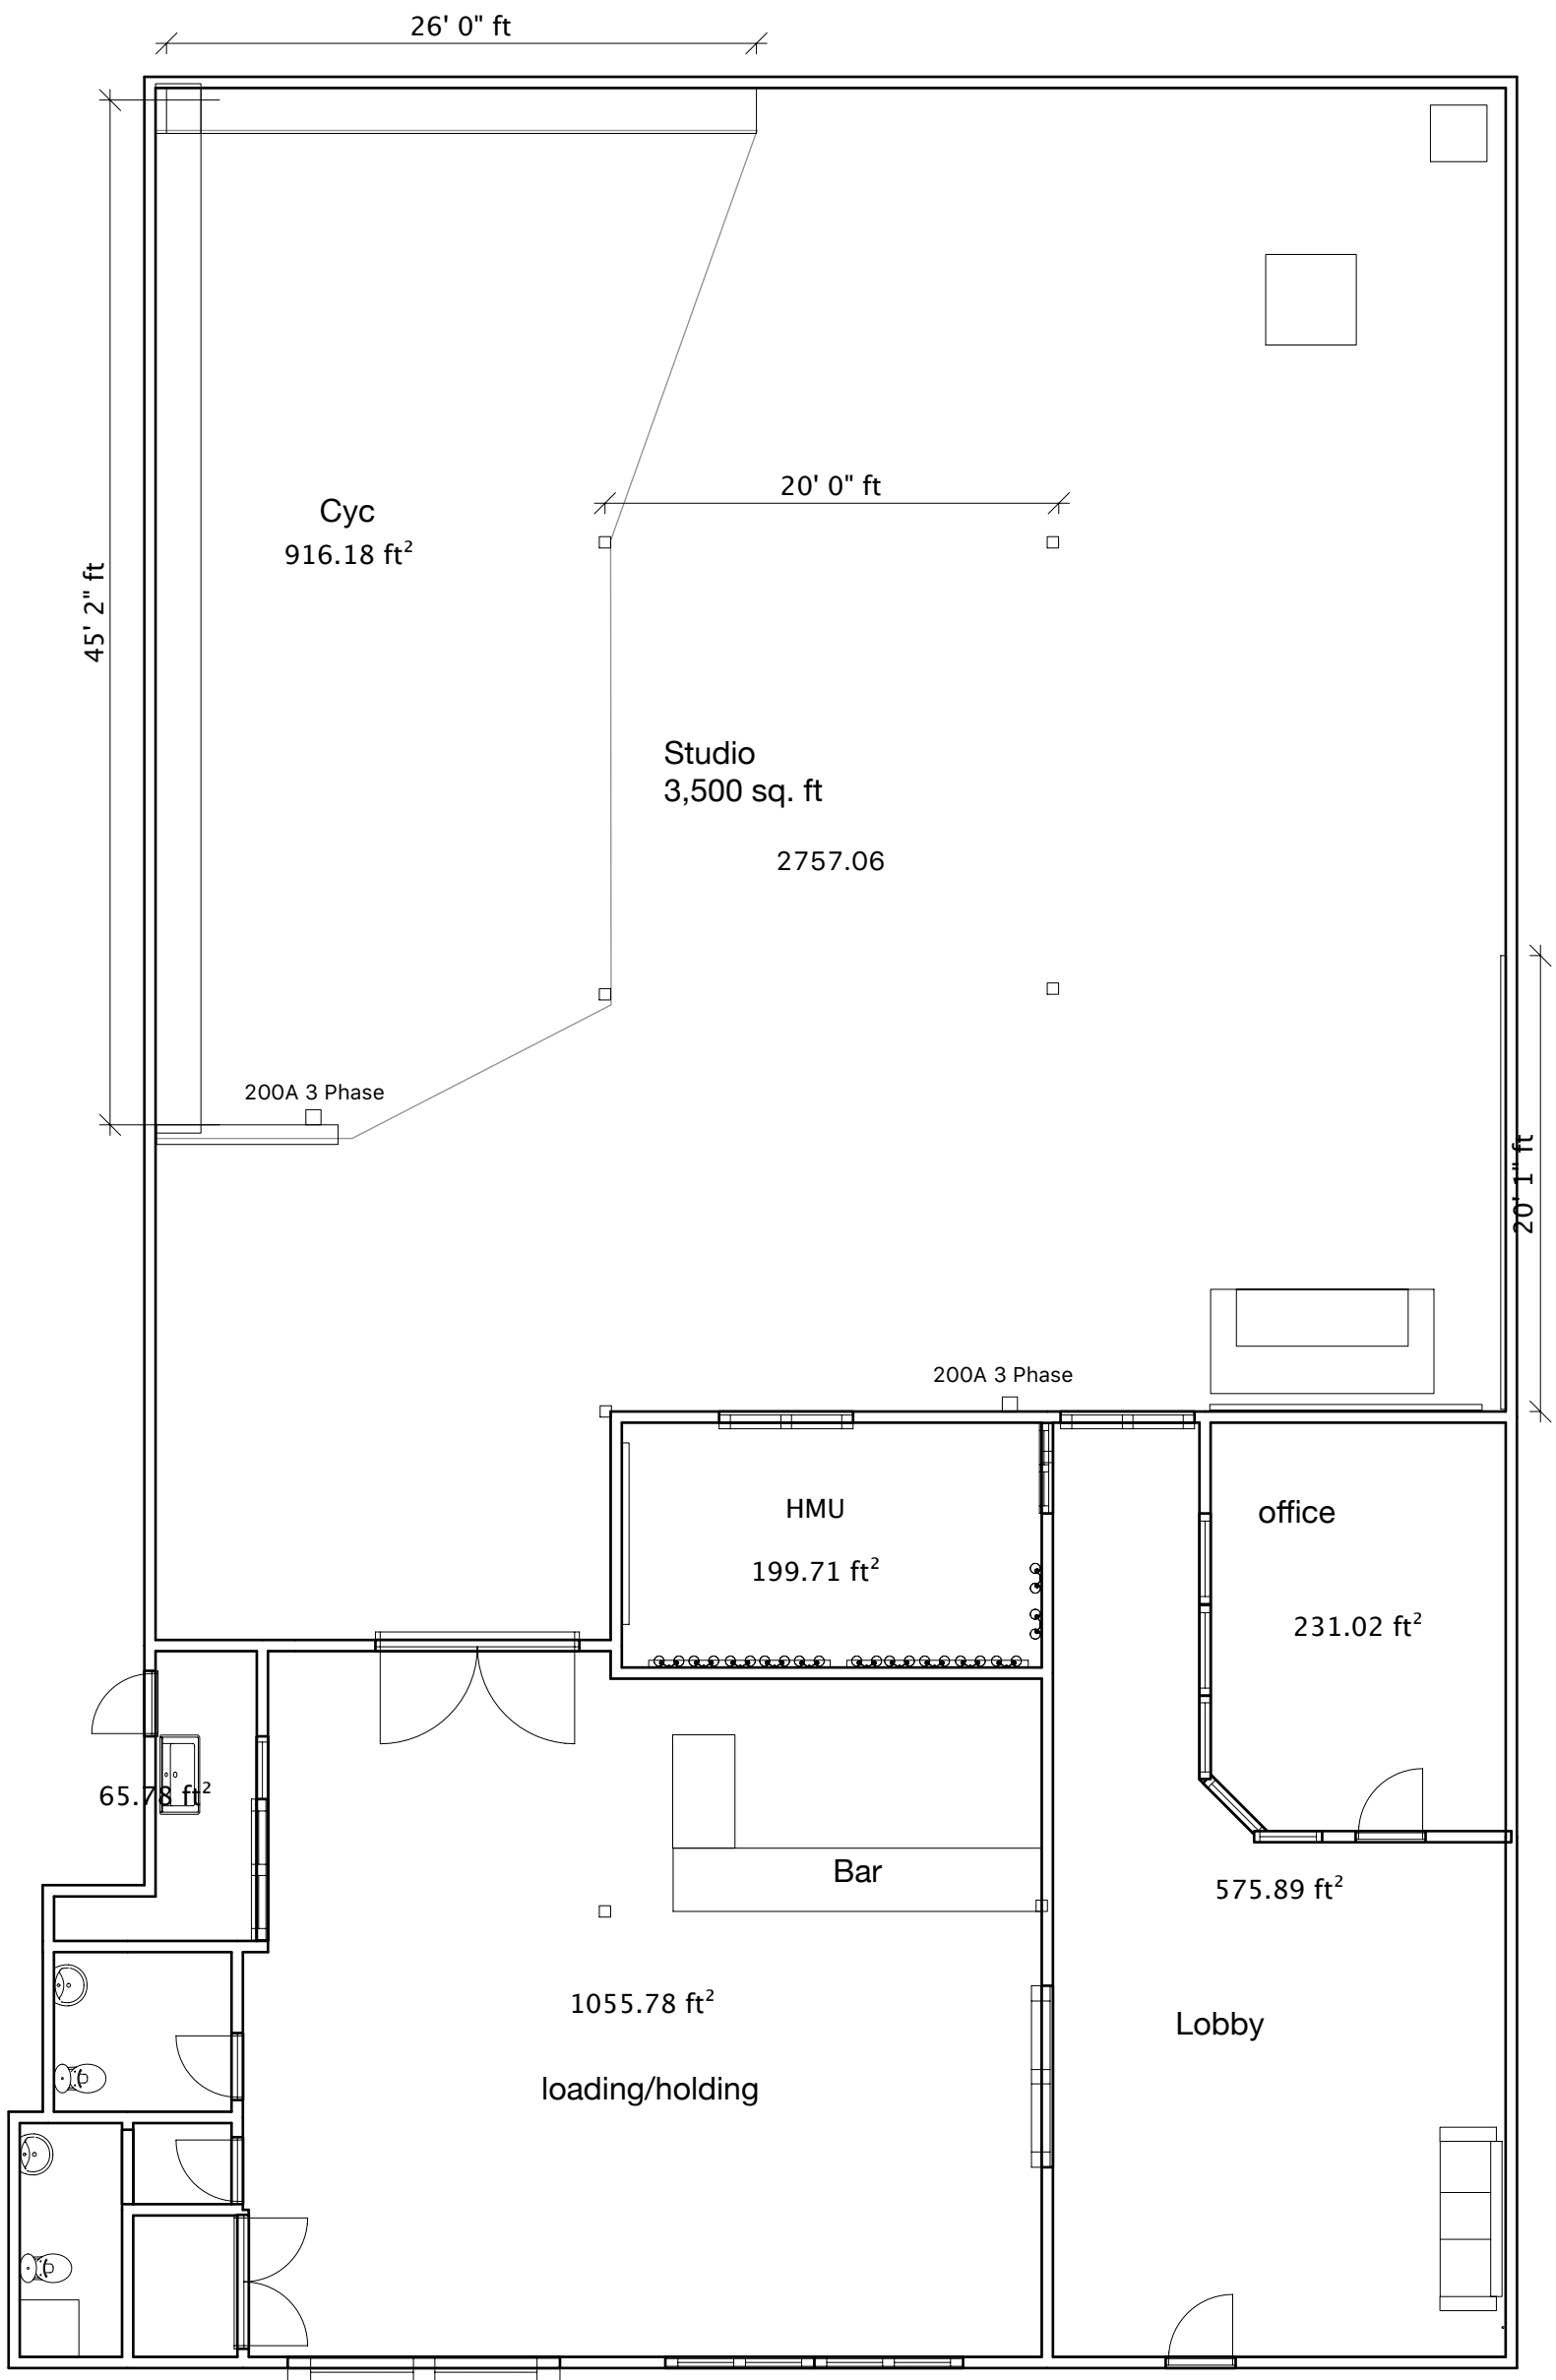 26' 0" ft
20' 0" ft
Cyc
916.18 ft²
45' 2" ft
Studio
3,500 sq. ft
2757.06
200A 3 Phase
20' 1" ft
200A 3 Phase
HMU
199.71 ft²
office
231.02 ft²
65.78 ft²
Bar
575.89 ft²
1055.78 ft²
Lobby
loading/holding